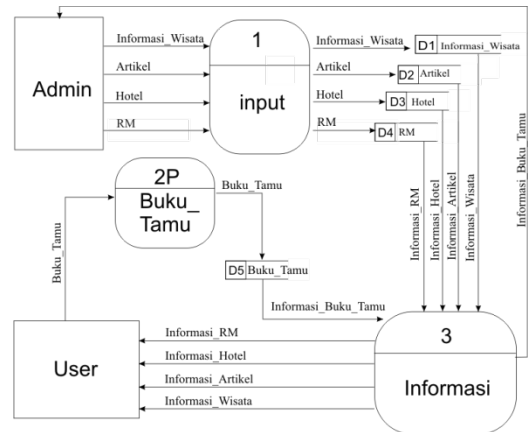 Admin
Informasi_Wisata
Artikel
Hotel
RM
1
input
Informasi_Wisata
Artikel
Hotel
RM
D1 Informasi_Wisata
D2 Artikel
D3 Hotel
D4 RM
Informasi_RM
Informasi_Hotel
Informasi_Artikel
Informasi_Wisata
Informasi_Buku_Tamu
2P
Buku_
Tamu
Buku_Tamu
Buku_Tamu
D5 Buku_Tamu
Informasi_Buku_Tamu
User
Informasi_RM
Informasi_Hotel
Informasi_Artikel
Informasi_Wisata
3
Informasi